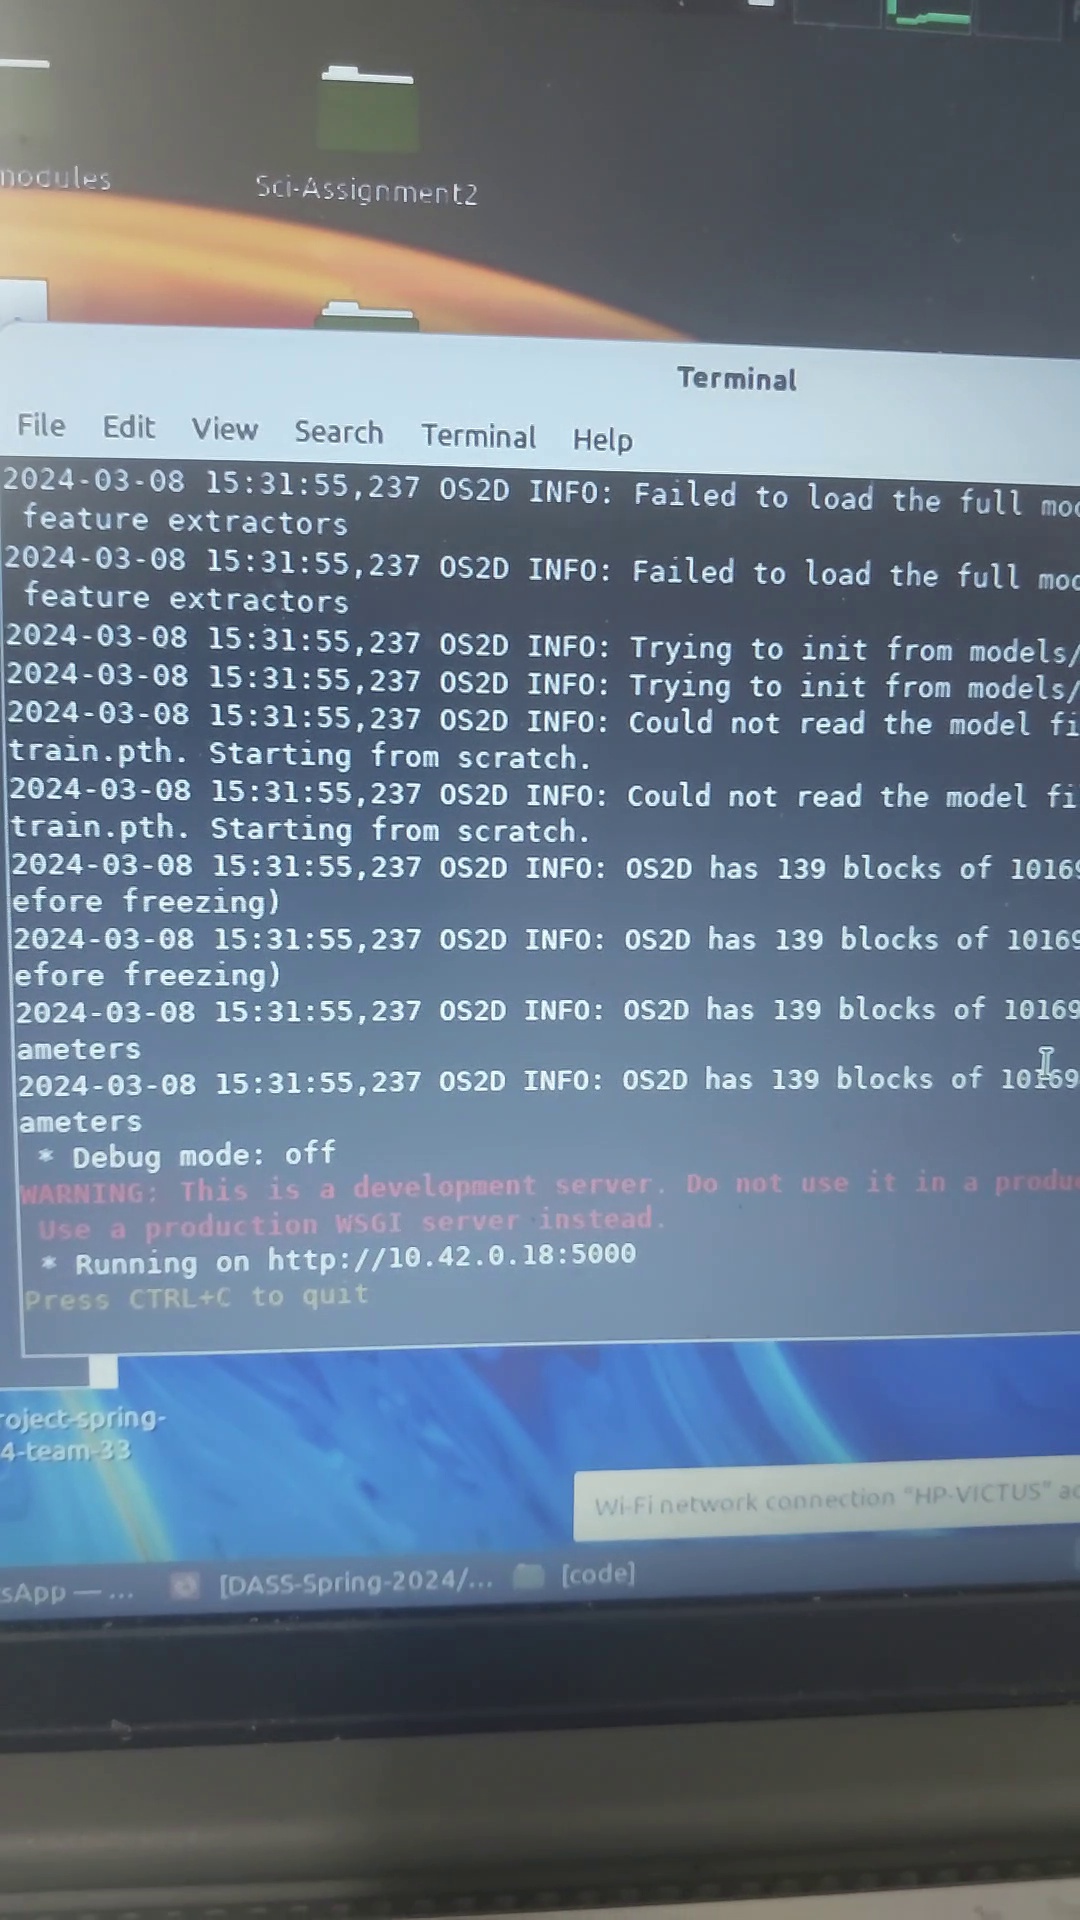 modules
Sci-Assignment2
Terminal
File Edit View Search Terminal Help
2024-03-08 15:31:55,237 OS2D INFO: Failed to load the full
feature extractors
2024-03-08 15:31:55,237 OS2D INFO: Failed to load the full
feature extractors
2024-03-08 15:31:55,237 OS2D INFO: Trying to init from models/
2024-03-08 15:31:55,237 OS2D INFO: Trying to init from models/
2024-03-08 15:31:55,237 OS2D INFO: Could not read the model fi
train.pth. Starting from scratch.
2024-03-08 15:31:55,237 OS2D INFO: Could not read the model fi
train.pth. Starting from scratch.
2024-03-08 15:31:55,237 OS2D INFO: OS2D has 139 blocks of 10169
efore freezing)
2024-03-08 15:31:55,237 OS2D INFO: OS2D has 139 blocks of 10169
efore freezing)
2024-03-08 15:31:55,237 OS2D INFO: OS2D has 139 blocks of 10169
ameters
2024-03-08 15:31:55,237 OS2D INFO: OS2D has 139 blocks of 10169
ameters
* Debug mode: off
WARNING: This is a development server. Do not use it in a produ
Use a production WSGI server instead.
* Running on http://10.42.0.18:5000
Press CTRL+C to quit
roject-spring-
4-team-33
Wi-Fi network connection "HP-VICTUS" ac
sApp — ... [DASS-Spring-2024/... [code]